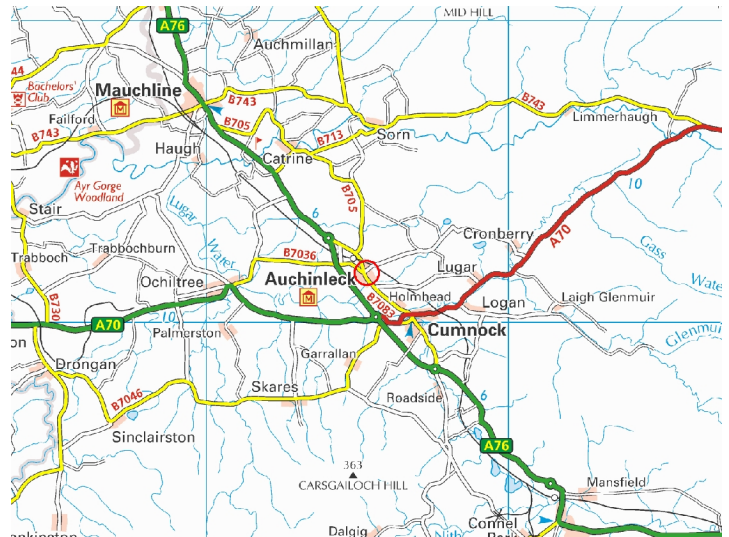 MID HILL
A76
Auchmillan
44
Bachelors'
Club
Mauchline
B743
B743
Failford
B705
B713
Sorn
Limmerhaugh
B743
Haugh
Catrine
Ayr Gorge
Woodland
10
Stair
Lugar
Water
6
B705
Cronberry
A70
Gass
Water
Trabboch
Trabbochburn
B7036
Lugar
Ochiltree
Auchinleck
Holmhead
Logan
Laigh Glenmuir
B730
B7083
A70
10
Palmerston
Cumnock
Glenmuir
on
Garrallan
Drongan
Skares
Roadside
6
B7046
Sinclairston
A76
363
CARSGAILOCH HILL
Mansfield
Connel
Dalgig
Nith